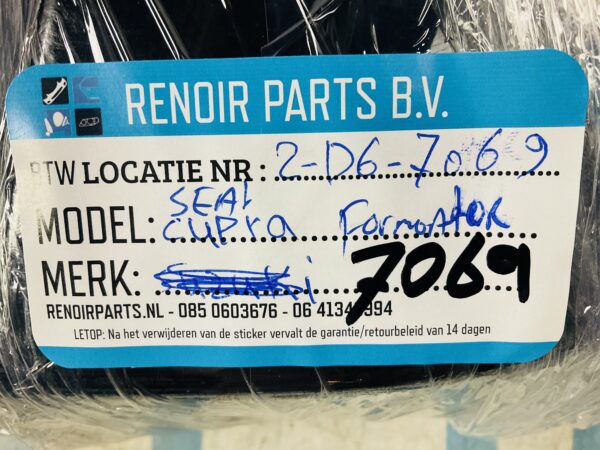 RENOIR PARTS B.V.
BTW LOCATIE NR : 2-D6-7069
SEAT
MODEL: CUPRA Formentor
MERK: 7069
RENOIRPARTS.NL - 085 0603676 - 06 41349994
LETOP: Na het verwijderen van de sticker vervalt de garantie/retourbeleid van 14 dagen